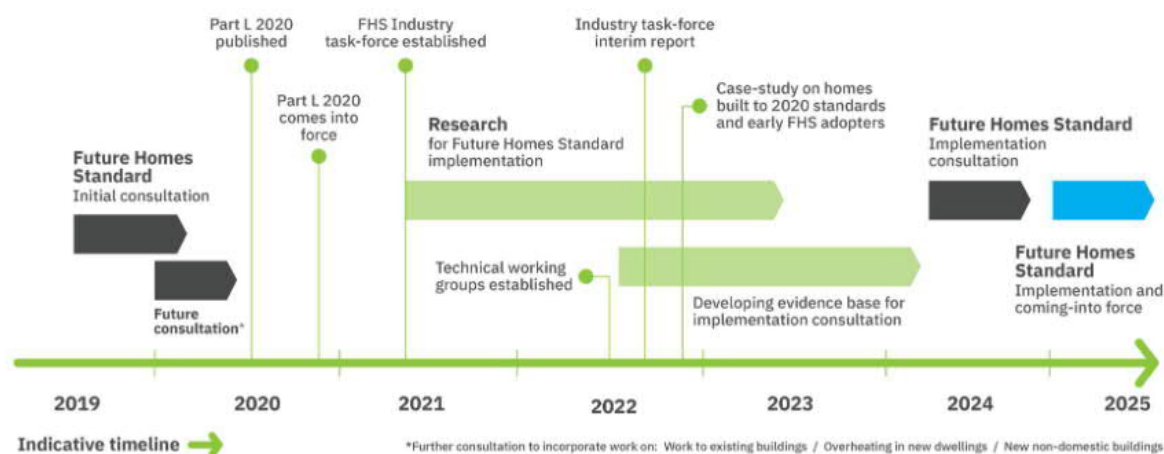 Part L 2020
published
FHS Industry
task-force established
Industry task-force
interim report
Part L 2020
comes into
force
Case-study on homes
built to 2020 standards
and early FHS adopters
Research
for Future Homes Standard
implementation
Future Homes Standard
Implementation
consultation
Future Homes
Standard
Initial consultation
Technical working
groups established
Developing evidence base for
implementation consultation
Future Homes
Standard
Implementation and
coming-into force
Future
consultation*
2019
2020
2021
2022
2023
2024
2025
Indicative timeline
*Further consultation to incorporate work on: Work to existing buildings / Overheating in new dwellings / New non-domestic buildings